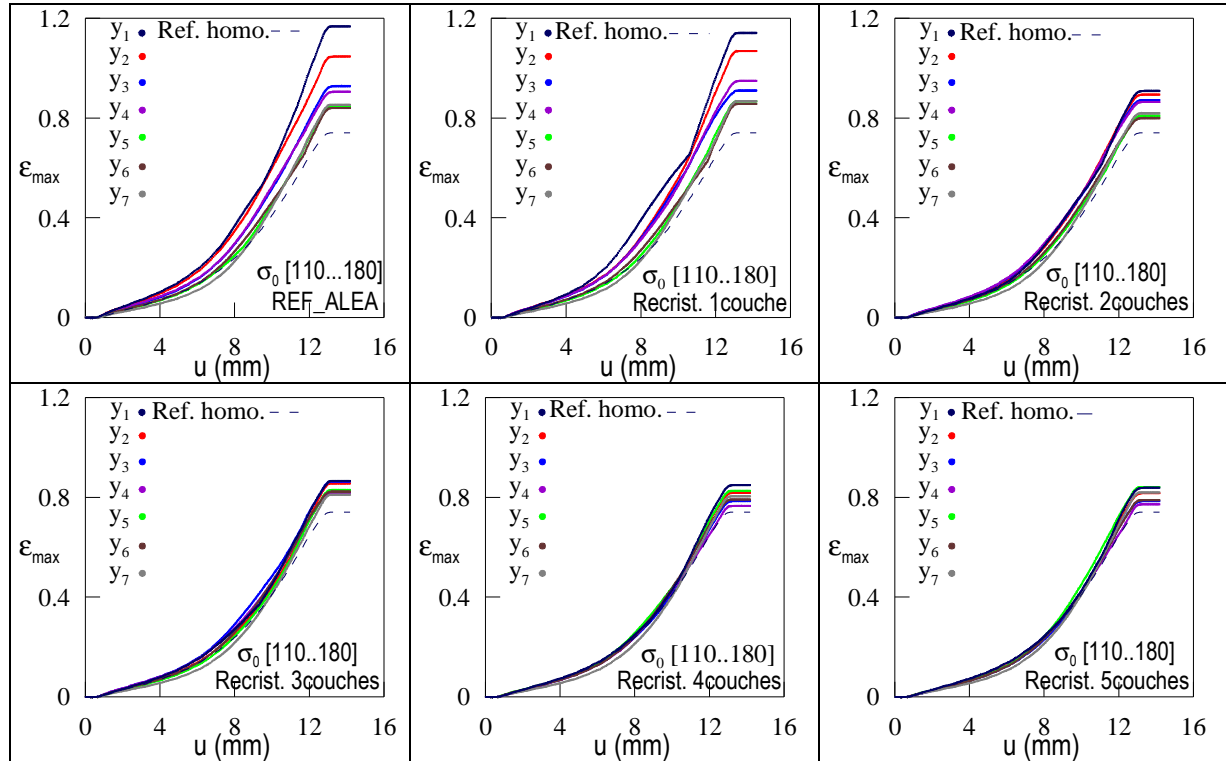 1.2
0.8
ε_max
0.4
0
y₁ Ref. homo.
y₂
y₃
y₄
y₅
y₆
y₇
σ₀ [110...180]
REF_ALEA
0 4 8 12 16
u (mm)
1.2
0.8
ε_max
0.4
0
y₁ Ref. homo.
y₂
y₃
y₄
y₅
y₆
y₇
σ₀ [110..180]
Recrist. 1couche
0 4 8 12 16
u (mm)
1.2
0.8
ε_max
0.4
0
y₁ Ref. homo.
y₂
y₃
y₄
y₅
y₆
y₇
σ₀ [110..180]
Recrist. 2couches
0 4 8 12 16
u (mm)
1.2
0.8
ε_max
0.4
0
y₁ Ref. homo.
y₂
y₃
y₄
y₅
y₆
y₇
σ₀ [110..180]
Recrist. 3couches
0 4 8 12 16
u (mm)
1.2
0.8
ε_max
0.4
0
y₁ Ref. homo.
y₂
y₃
y₄
y₅
y₆
y₇
σ₀ [110..180]
Recrist. 4couches
0 4 8 12 16
u (mm)
1.2
0.8
ε_max
0.4
0
y₁ Ref. homo.
y₂
y₃
y₄
y₅
y₆
y₇
σ₀ [110..180]
Recrist. 5couches
0 4 8 12 16
u (mm)